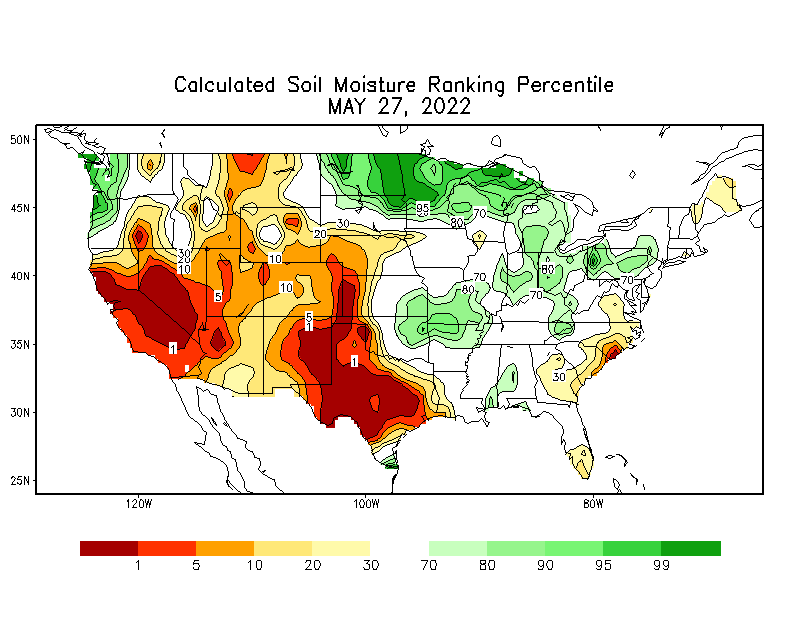 Calculated Soil Moisture Ranking Percentile
MAY 27, 2022
50N
45N
40N
35N
30N
25N
95
80
70
30
20
30
20
10
10
70
80
5
10
80
70
70
5
1
1
1
30
120W
100W
80W
1 5 10 20 30 70 80 90 95 99